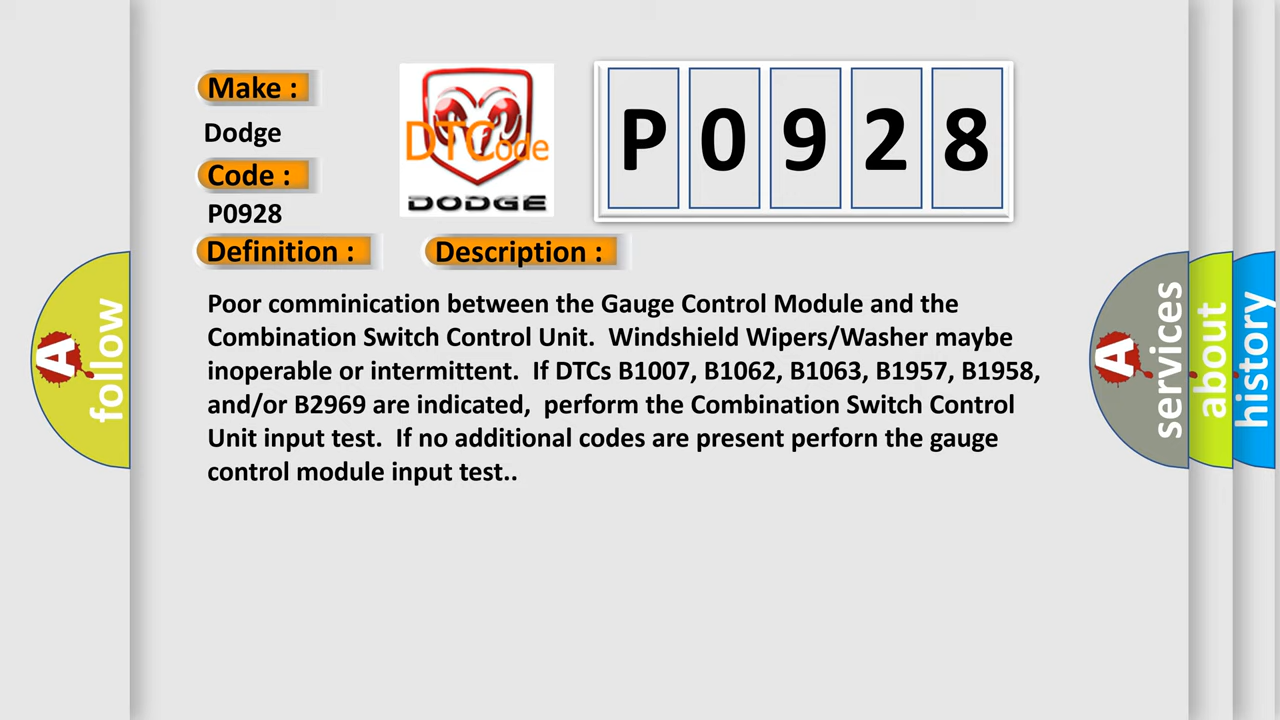 Make :
Dodge
Code :
P0928
Definition :
Description :
DTCode
DODGE
P0928
Poor comminication between the Gauge Control Module and the
Combination Switch Control Unit.  Windshield Wipers/Washer maybe
inoperable or intermittent.  If DTCs B1007, B1062, B1063, B1957, B1958,
and/or B2969 are indicated,  perform the Combination Switch Control
Unit input test.  If no additional codes are present perforn the gauge
control module input test..
A follow
A services
about
history